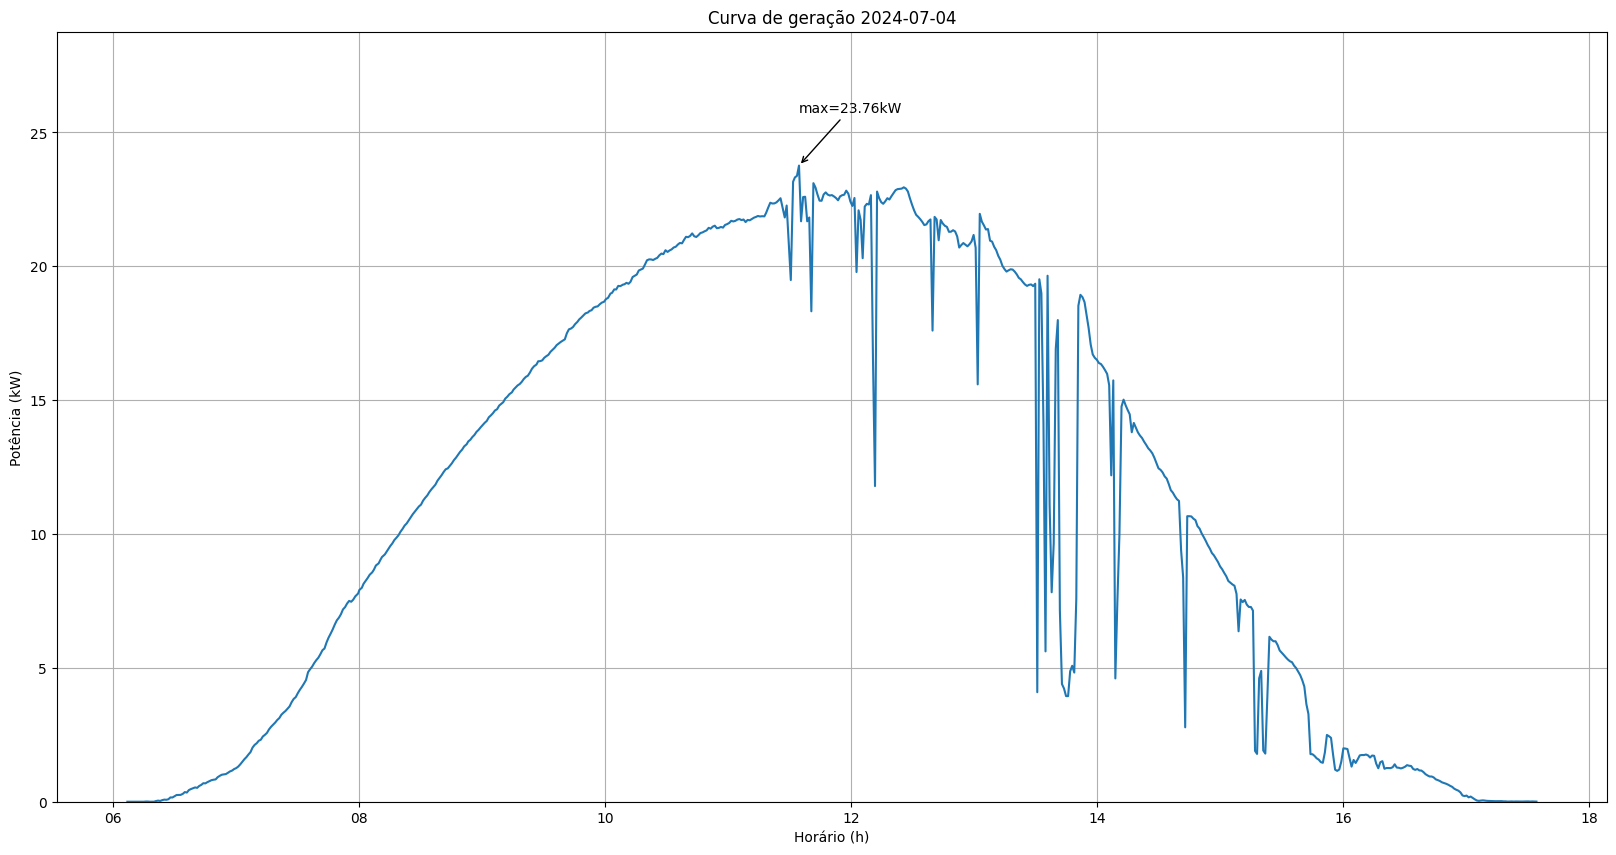 Curva de geração 2024-07-04
max=23.76kW
Potência (kW)
25
20
15
10
5
0
06 08 10 12 14 16 18
Horário (h)